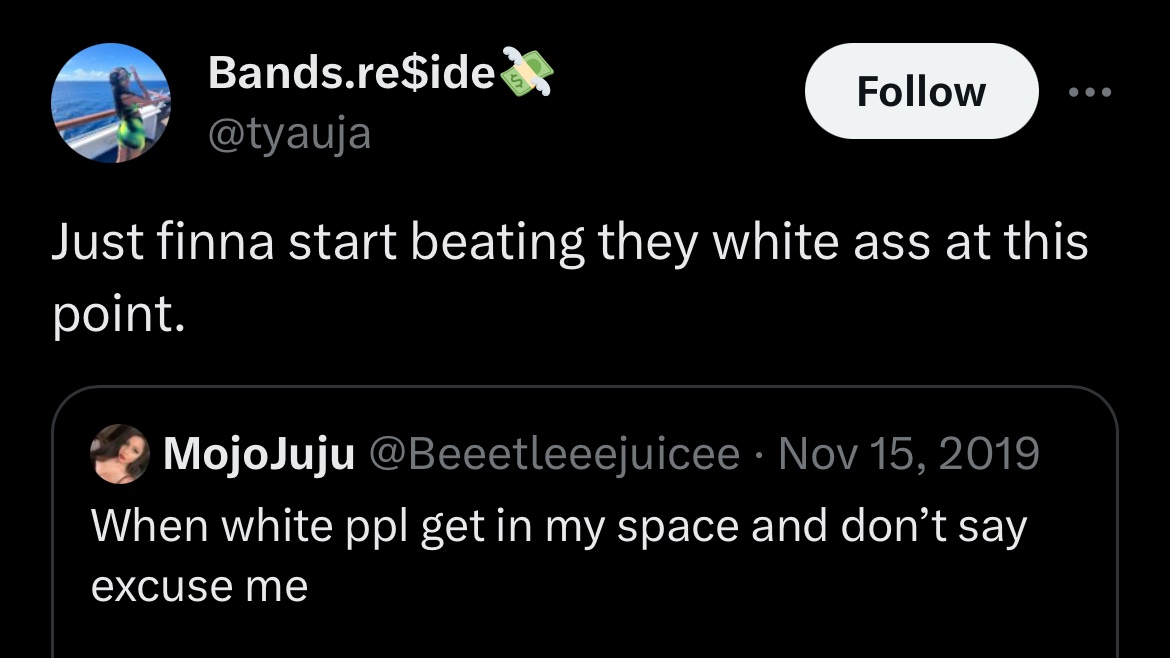 Bands.re$ide💸
@tyauja
Follow
Just finna start beating they white ass at this
point.
MojoJuju @Beeetleeejuicee · Nov 15, 2019
When white ppl get in my space and don’t say
excuse me